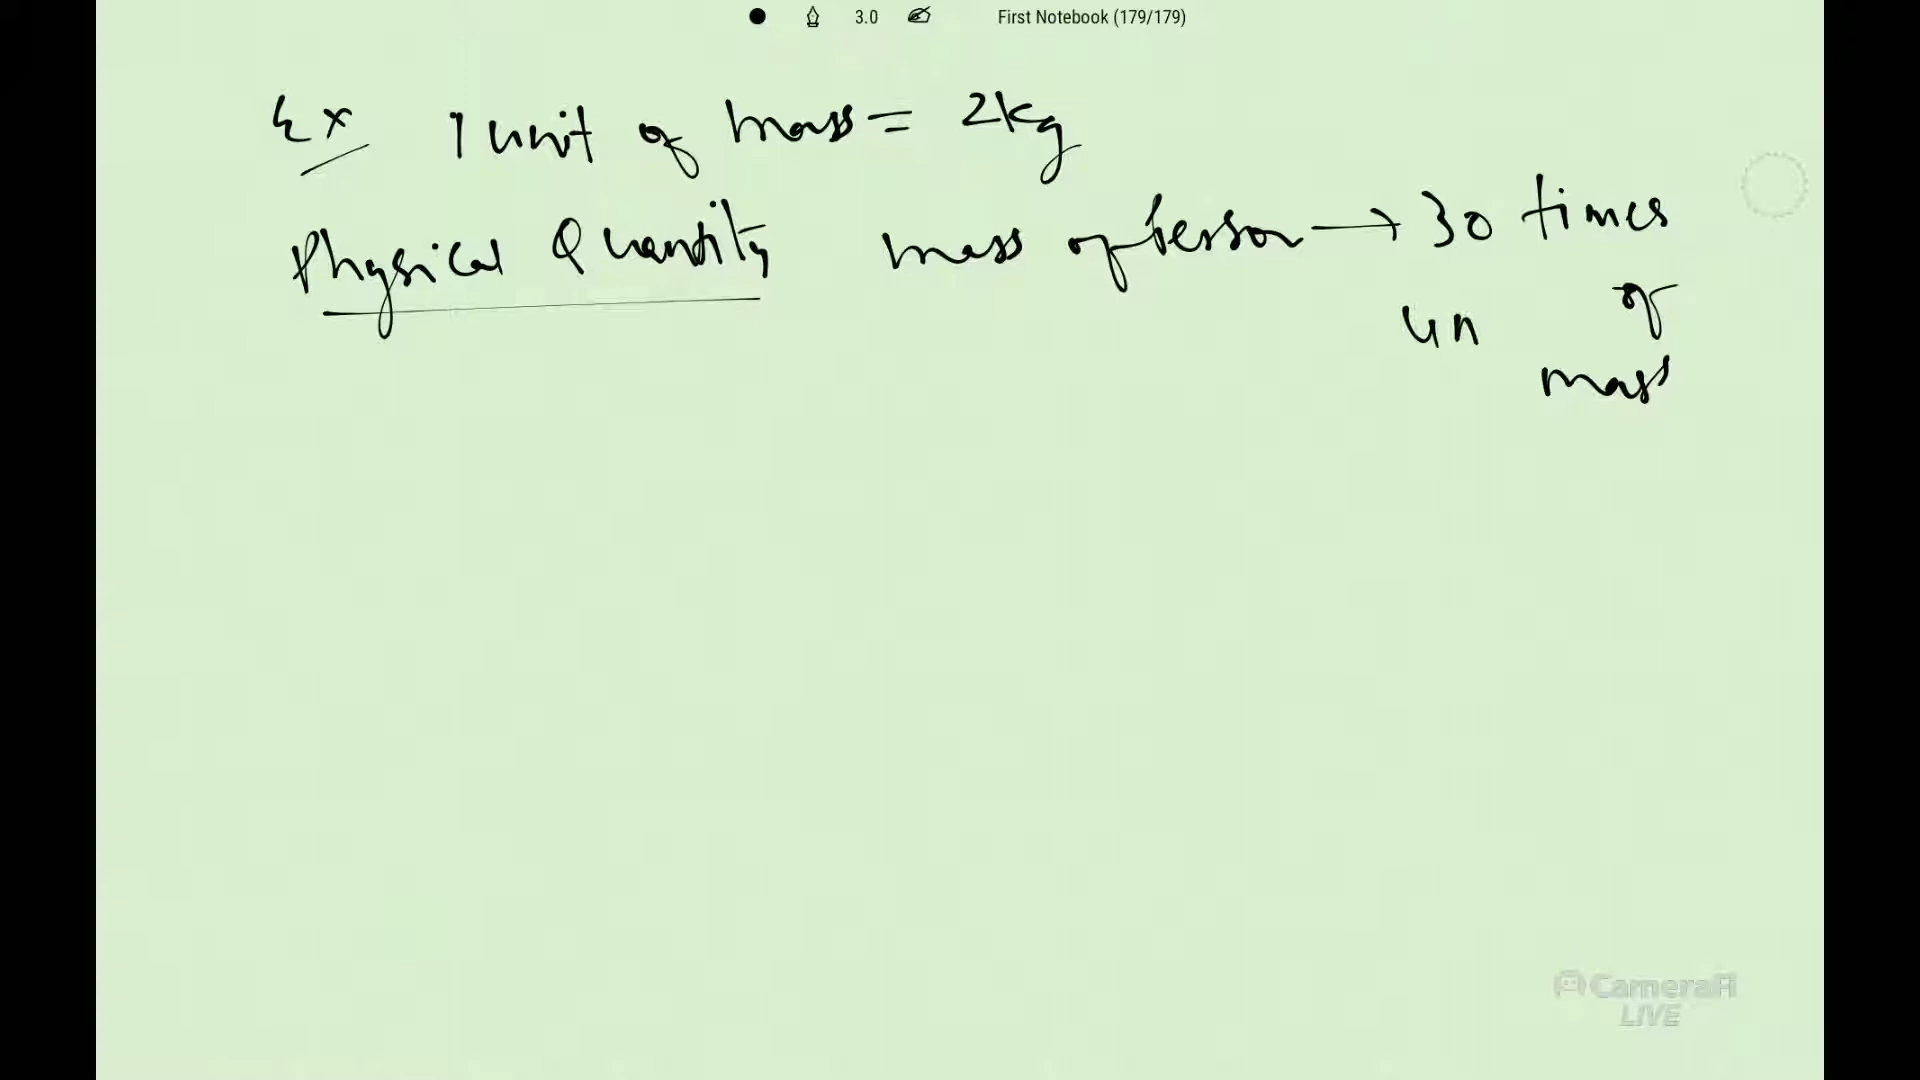 3.0 First Notebook (179/179)
Ex 1 unit of mass = 2kg
Physical Quantity mass of person → 30 times
un of
mass
CameraFi
LIVE